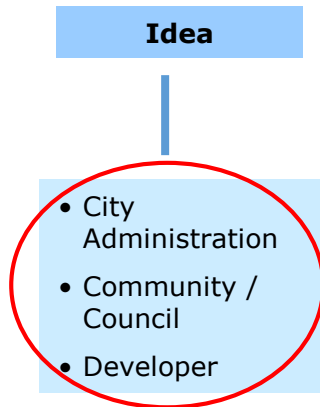 Idea
• City
Administration
• Community /
Council
• Developer